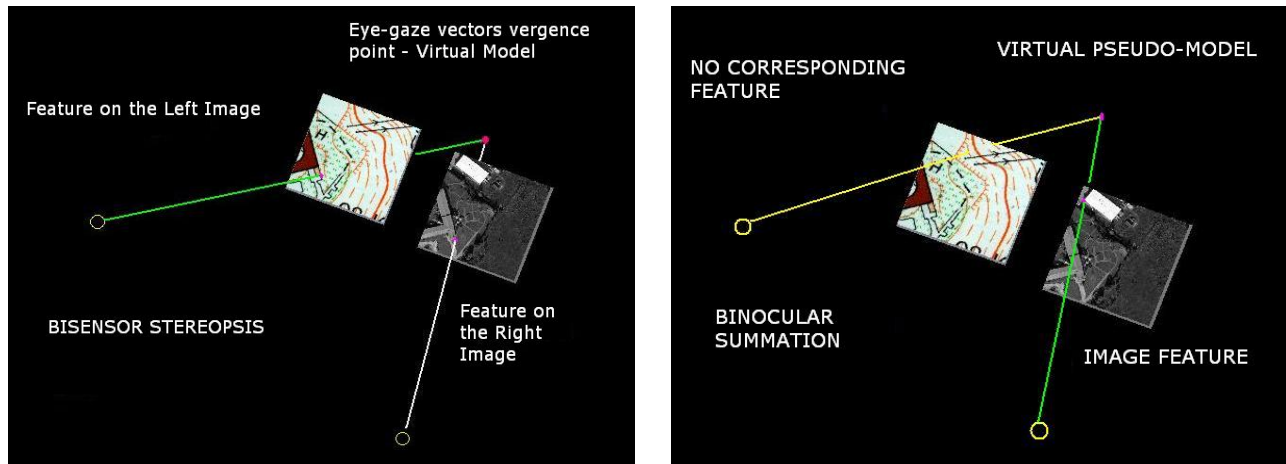 Eye-gaze vectors vergence
point - Virtual Model
Feature on the Left Image
BISENSOR STEREOPSIS
Feature on
the Right
Image
VIRTUAL PSEUDO-MODEL
NO CORRESPONDING
FEATURE
BINOCULAR
SUMMATION
IMAGE FEATURE